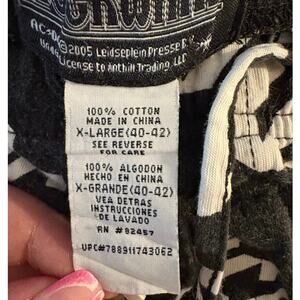 AC⚡DC © 2005 Leidseplein Presse B.V.
Under License to Anthill Trading, LLC
100% COTTON
MADE IN CHINA
X-LARGE(40-42)
SEE REVERSE
FOR CARE
100% ALGODON
HECHO EN CHINA
X-GRANDE(40-42)
VEA DETRAS
INSTRUCCIONES
DE LAVADO
RN #82457
UPC#788911743062